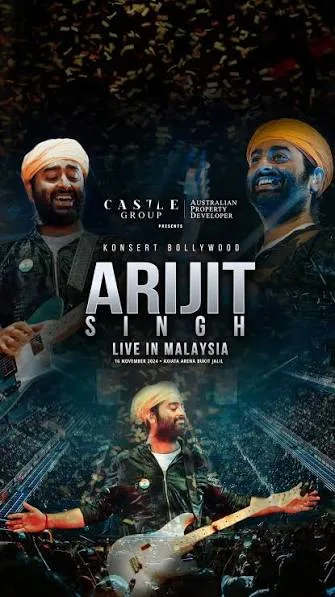 CASTLE GROUP
AUSTRALIAN
PROPERTY
DEVELOPER
PRESENTS
KONSERT BOLLYWOOD
ARIJIT
SINGH
LIVE IN MALAYSIA
16 NOVEMBER 2024 • AXIATA ARENA BUKIT JALIL